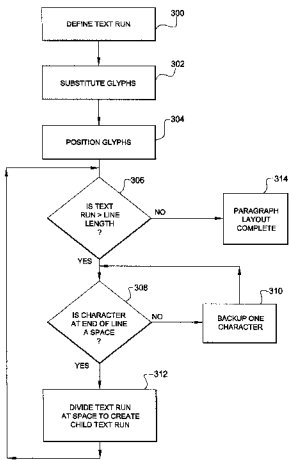 300
DEFINE TEXT RUN
302
SUBSTITUTE GLYPHS
304
POSITION GLYPHS
306
IS TEXT
RUN > LINE
LENGTH
?
NO
314
PARAGRAPH
LAYOUT
COMPLETE
YES
308
IS CHARACTER
AT END OF LINE
A SPACE
?
NO
310
BACKUP ONE
CHARACTER
YES
312
DIVIDE TEXT RUN
AT SPACE TO CREATE
CHILD TEXT RUN